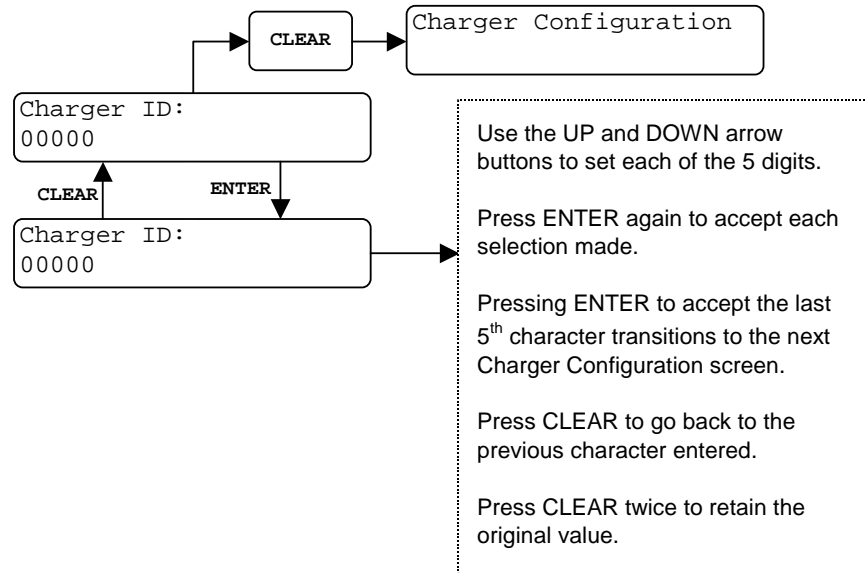 CLEAR
Charger Configuration
Charger ID:
00000
CLEAR
ENTER
Charger ID:
00000
Use the UP and DOWN arrow
buttons to set each of the 5 digits.
Press ENTER again to accept each
selection made.
Pressing ENTER to accept the last
5th character transitions to the next
Charger Configuration screen.
Press CLEAR to go back to the
previous character entered.
Press CLEAR twice to retain the
original value.